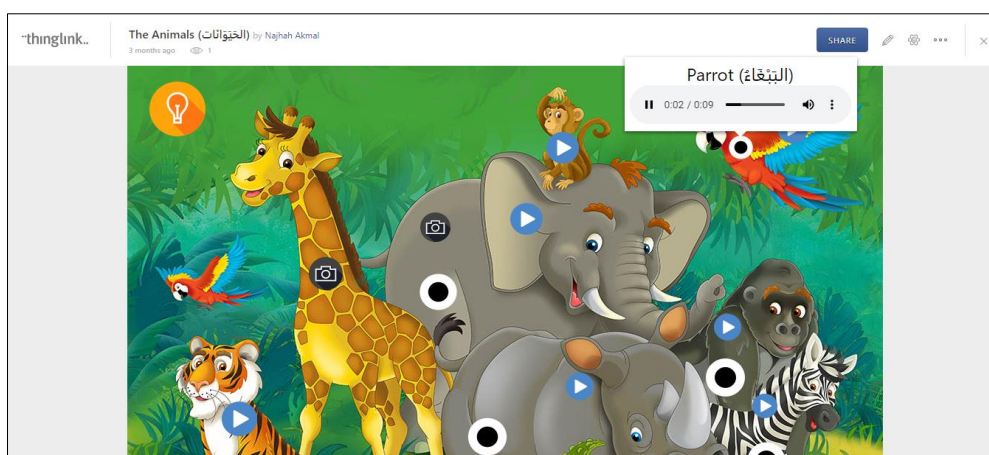 ¨thınglınk..
The Animals (الحَيَوَانَات) by Najhah Akmal
3 months ago 1
SHARE
Parrot (البَبْغَاءُ)
0:02 / 0:09